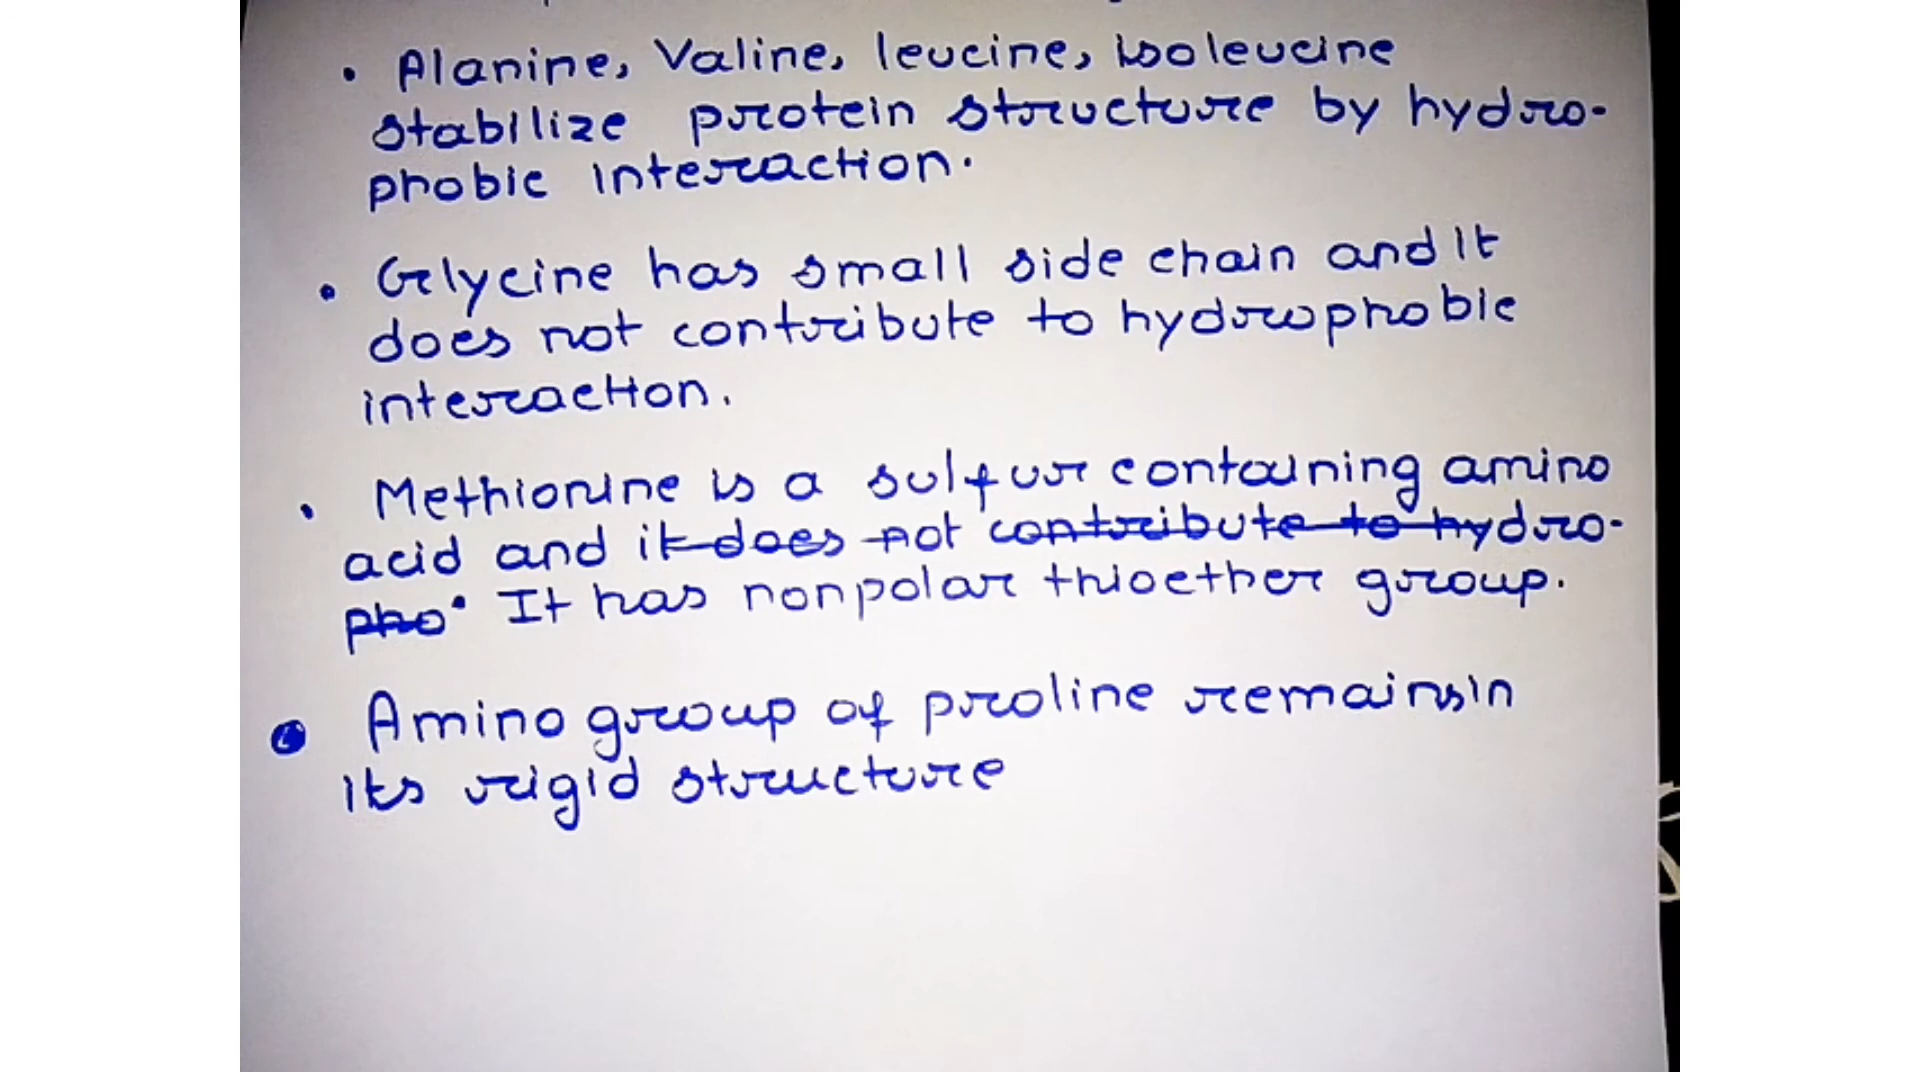 • Alanine, Valine, leucine, isoleucine
stabilize protein structure by hydro-
phobic interaction.
• Glycine has small side chain and It
does not contribute to hydrophobic
interaction.
• Methionine is a sulfur containing amino
acid and it does not contribute to hydro-
pho. It has nonpolar thioether group.
• Amino group of proline remains in
its rigid structure